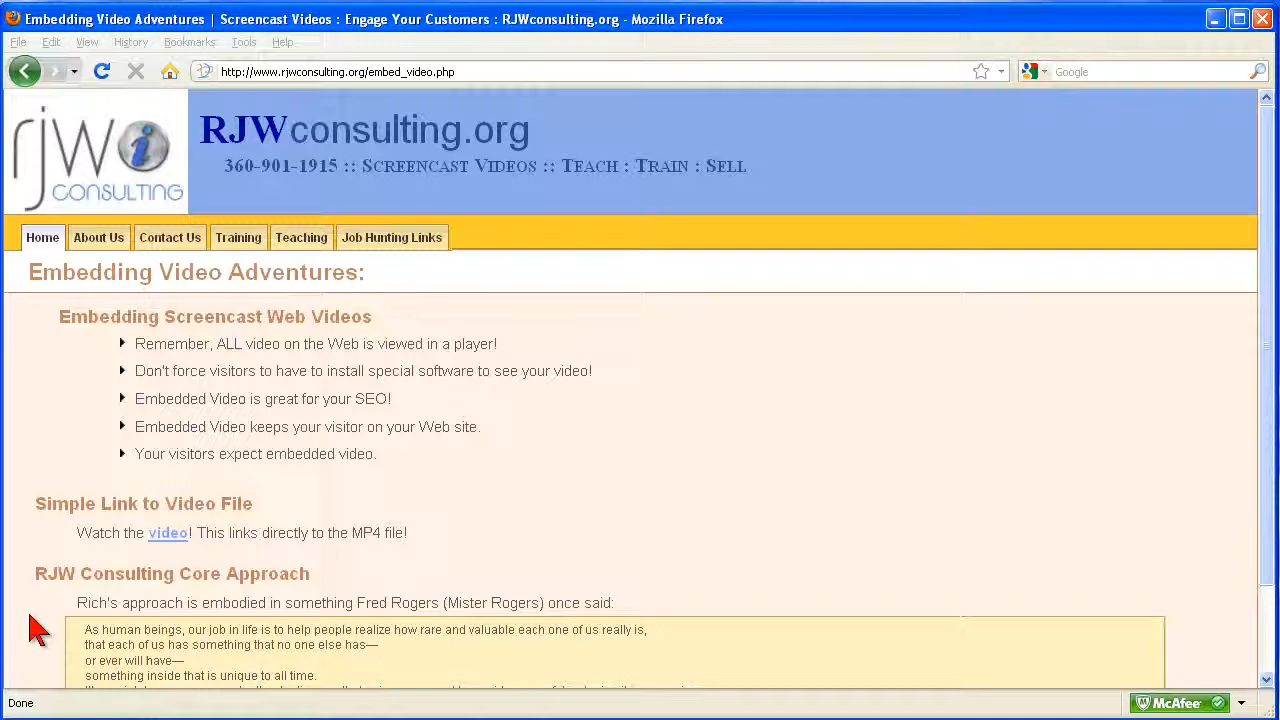 Embedding Video Adventures | Screencast Videos : Engage Your Customers : RJWconsulting.org - Mozilla Firefox
File Edit View History Bookmarks Tools Help
http://www.rjwconsulting.org/embed_video.php
Google
rjw i
CONSULTING
RJWconsulting.org
360-901-1915 :: Screencast Videos :: Teach : Train : Sell
Home About Us Contact Us Training Teaching Job Hunting Links
Embedding Video Adventures:
Embedding Screencast Web Videos
Remember, ALL video on the Web is viewed in a player!
Don't force visitors to have to install special software to see your video!
Embedded Video is great for your SEO!
Embedded Video keeps your visitor on your Web site.
Your visitors expect embedded video.
Simple Link to Video File
Watch the video! This links directly to the MP4 file!
RJW Consulting Core Approach
Rich's approach is embodied in something Fred Rogers (Mister Rogers) once said:
As human beings, our job in life is to help people realize how rare and valuable each one of us really is,
that each of us has something that no one else has—
or ever will have—
something inside that is unique to all time.
Done
McAfee